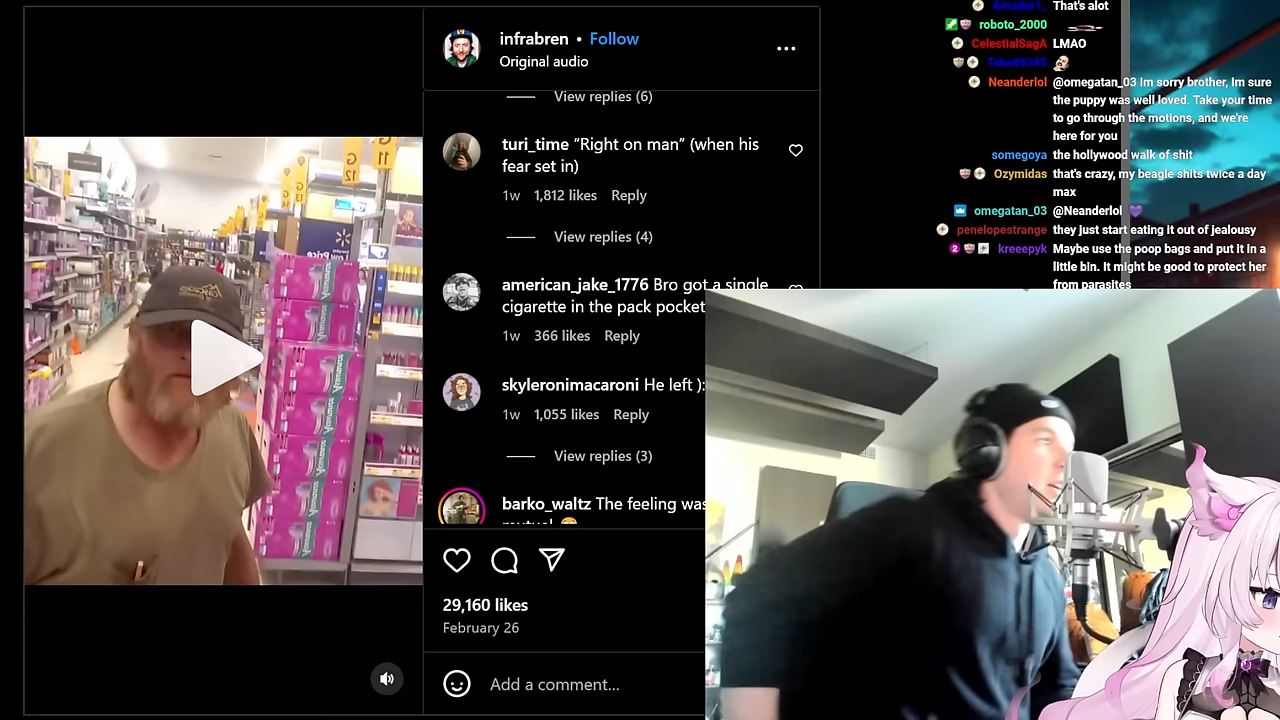 infrabren • Follow
Original audio
View replies (6)
turi_time "Right on man" (when his
fear set in)
1w 1,812 likes Reply
View replies (4)
american_jake_1776 Bro got a single
cigarette in the pack pocket
1w 366 likes Reply
skyleronimacaroni He left ):
1w 1,055 likes Reply
View replies (3)
barko_waltz The feeling was
mutual
29,160 likes
February 26
Add a comment...
G
11
G
12
Walmart
That's alot
roboto_2000
CelestialSagA LMAO
Neanderlol @omegatan_03 Im sorry brother, Im sure
the puppy was well loved. Take your time
to go through the motions, and we're
here for you
somegoya the hollywood walk of shit
Ozymidas that's crazy, my beagle shits twice a day
max
omegatan_03 @Neanderlol 💜
penelopestrange they just start eating it out of jealousy
2 kreeepyk Maybe use the poop bags and put it in a
little bin. It might be good to protect her
from parasites